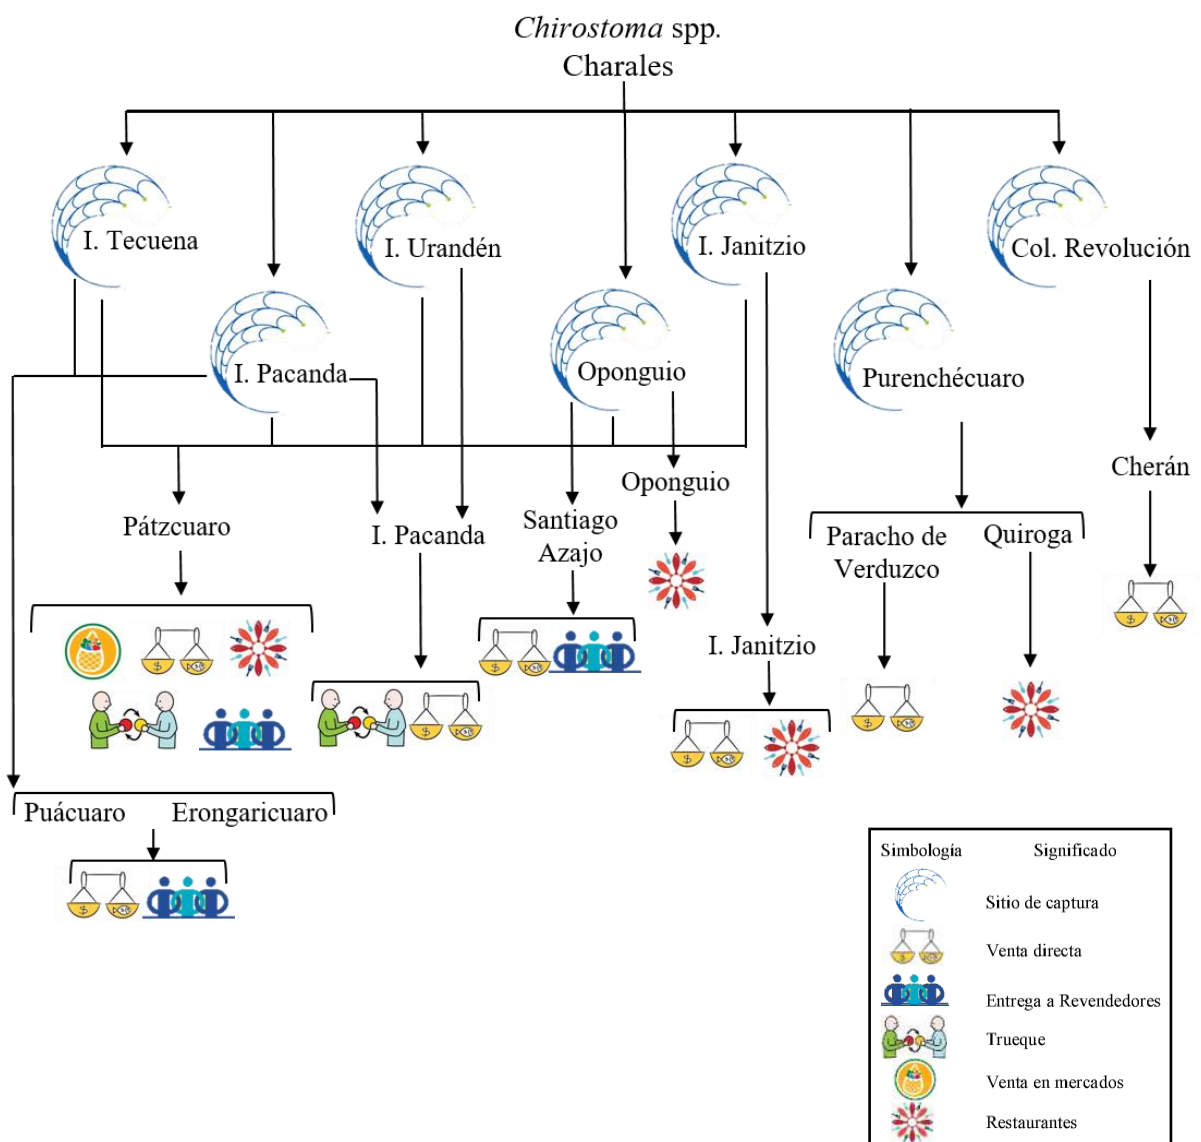 Chirostoma spp.
Charales
I. Tecuena
I. Urandén
I. Janitzio
Col. Revolución
I. Pacanda
Oponguio
Purenchécuaro
Cherán
Oponguio
Pátzcuaro
I. Pacanda
Santiago
Azajo
Paracho de
Verduzco
Quiroga
I. Janitzio
Puácuaro
Erongaricuaro
Simbología Significado
Sitio de captura
Venta directa
Entrega a Revendedores
Trueque
Venta en mercados
Restaurantes